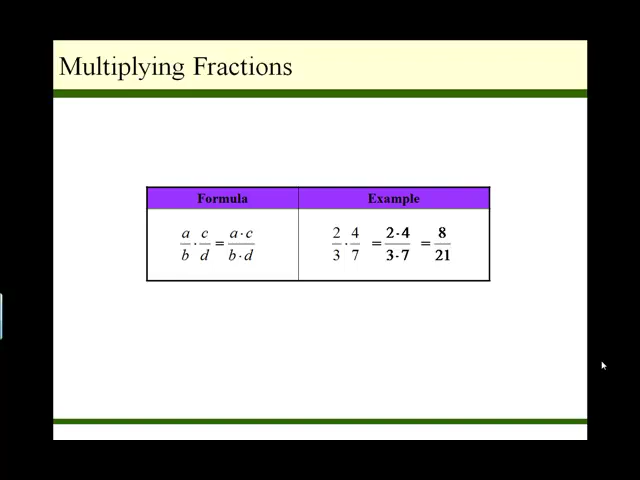 Multiplying Fractions
Formula Example
a/b · c/d = a · c/b · d 2/3 · 4/7 = 2 · 4/3 · 7 = 8/21